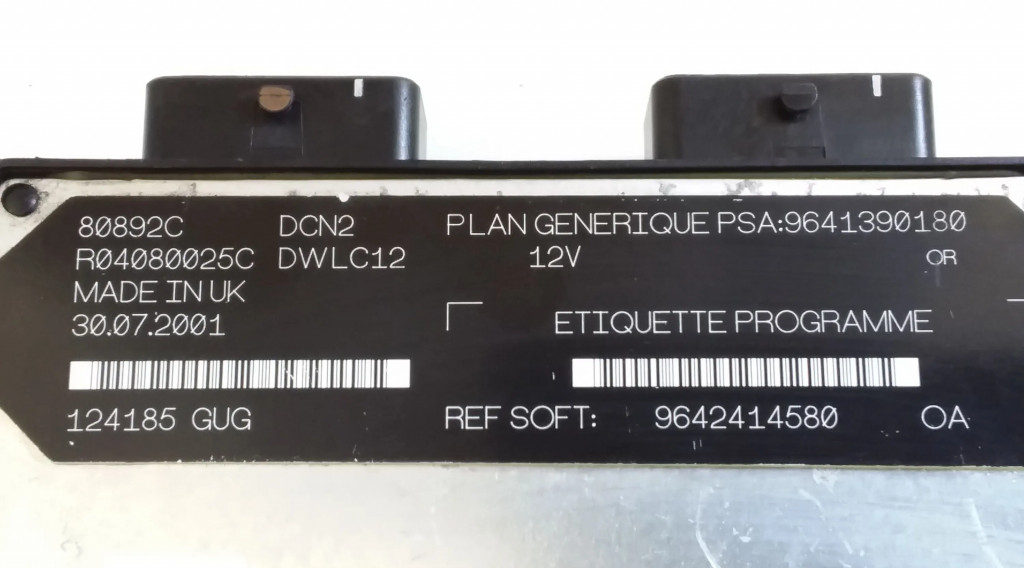 80892C DCN2 PLAN GENERIQUE PSA:9641390180
R04080025C DWLC12 12V OR
MADE IN UK
30.07.2001 ETIQUETTE PROGRAMME
124185 GUG REF SOFT: 9642414580 OA